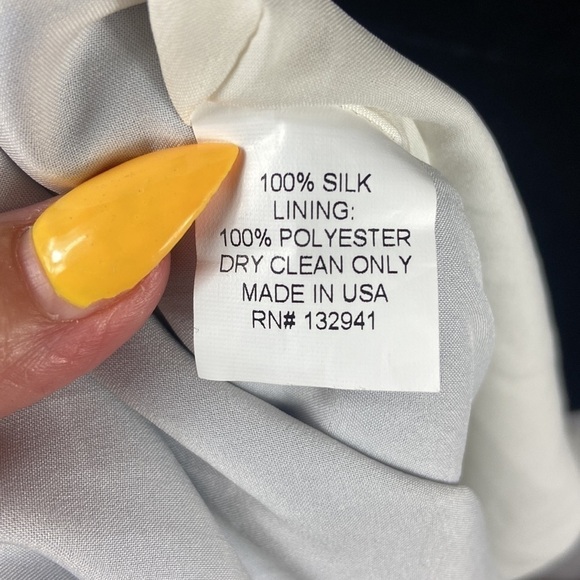 100% SILK
LINING:
100% POLYESTER
DRY CLEAN ONLY
MADE IN USA
RN# 132941